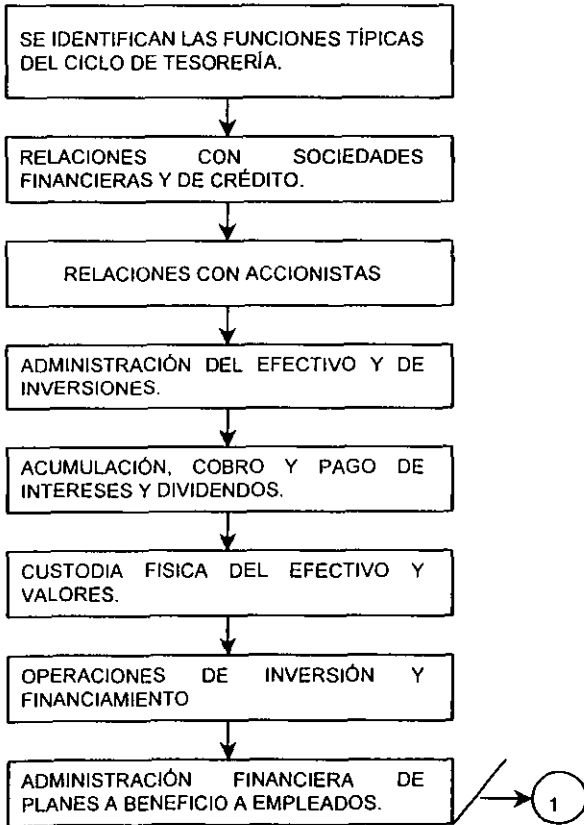 SE IDENTIFICAN LAS FUNCIONES TÍPICAS
DEL CICLO DE TESORERÍA.
RELACIONES CON SOCIEDADES
FINANCIERAS Y DE CRÉDITO.
RELACIONES CON ACCIONISTAS
ADMINISTRACIÓN DEL EFECTIVO Y DE
INVERSIONES.
ACUMULACIÓN, COBRO Y PAGO DE
INTERESES Y DIVIDENDOS.
CUSTODIA FISICA DEL EFECTIVO Y
VALORES.
OPERACIONES DE INVERSIÓN Y
FINANCIAMIENTO
ADMINISTRACIÓN FINANCIERA DE
PLANES A BENEFICIO A EMPLEADOS.
1